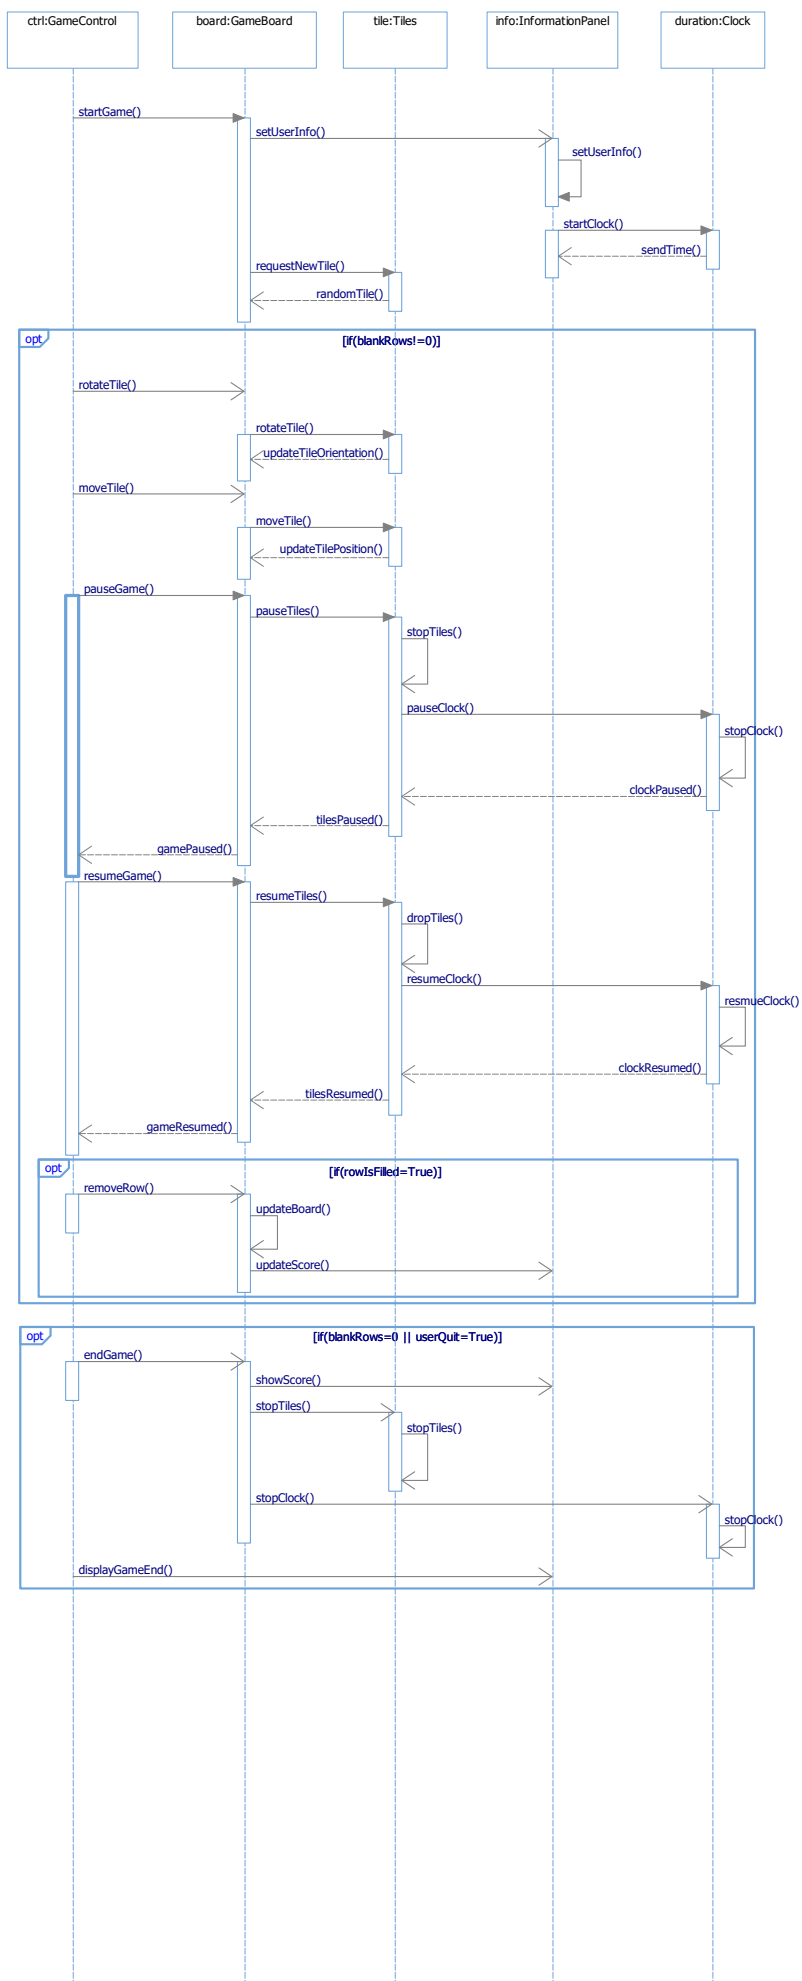 ctrl:GameControl board:GameBoard tile:Tiles info:InformationPanel duration:Clock
startGame()
setUserInfo()
setUserInfo()
startClock()
sendTime()
requestNewTile()
randomTile()
opt [if(blankRows!=0)]
rotateTile()
rotateTile()
updateTileOrientation()
moveTile()
moveTile()
updateTilePosition()
pauseGame()
pauseTiles()
stopTiles()
pauseClock()
stopClock()
clockPaused()
tilesPaused()
gamePaused()
resumeGame()
resumeTiles()
dropTiles()
resumeClock()
resmueClock()
clockResumed()
tilesResumed()
gameResumed()
opt [if(rowIsFilled=True)]
removeRow()
updateBoard()
updateScore()
opt [if(blankRows=0 || userQuit=True)]
endGame()
showScore()
stopTiles()
stopTiles()
stopClock()
stopClock()
displayGameEnd()